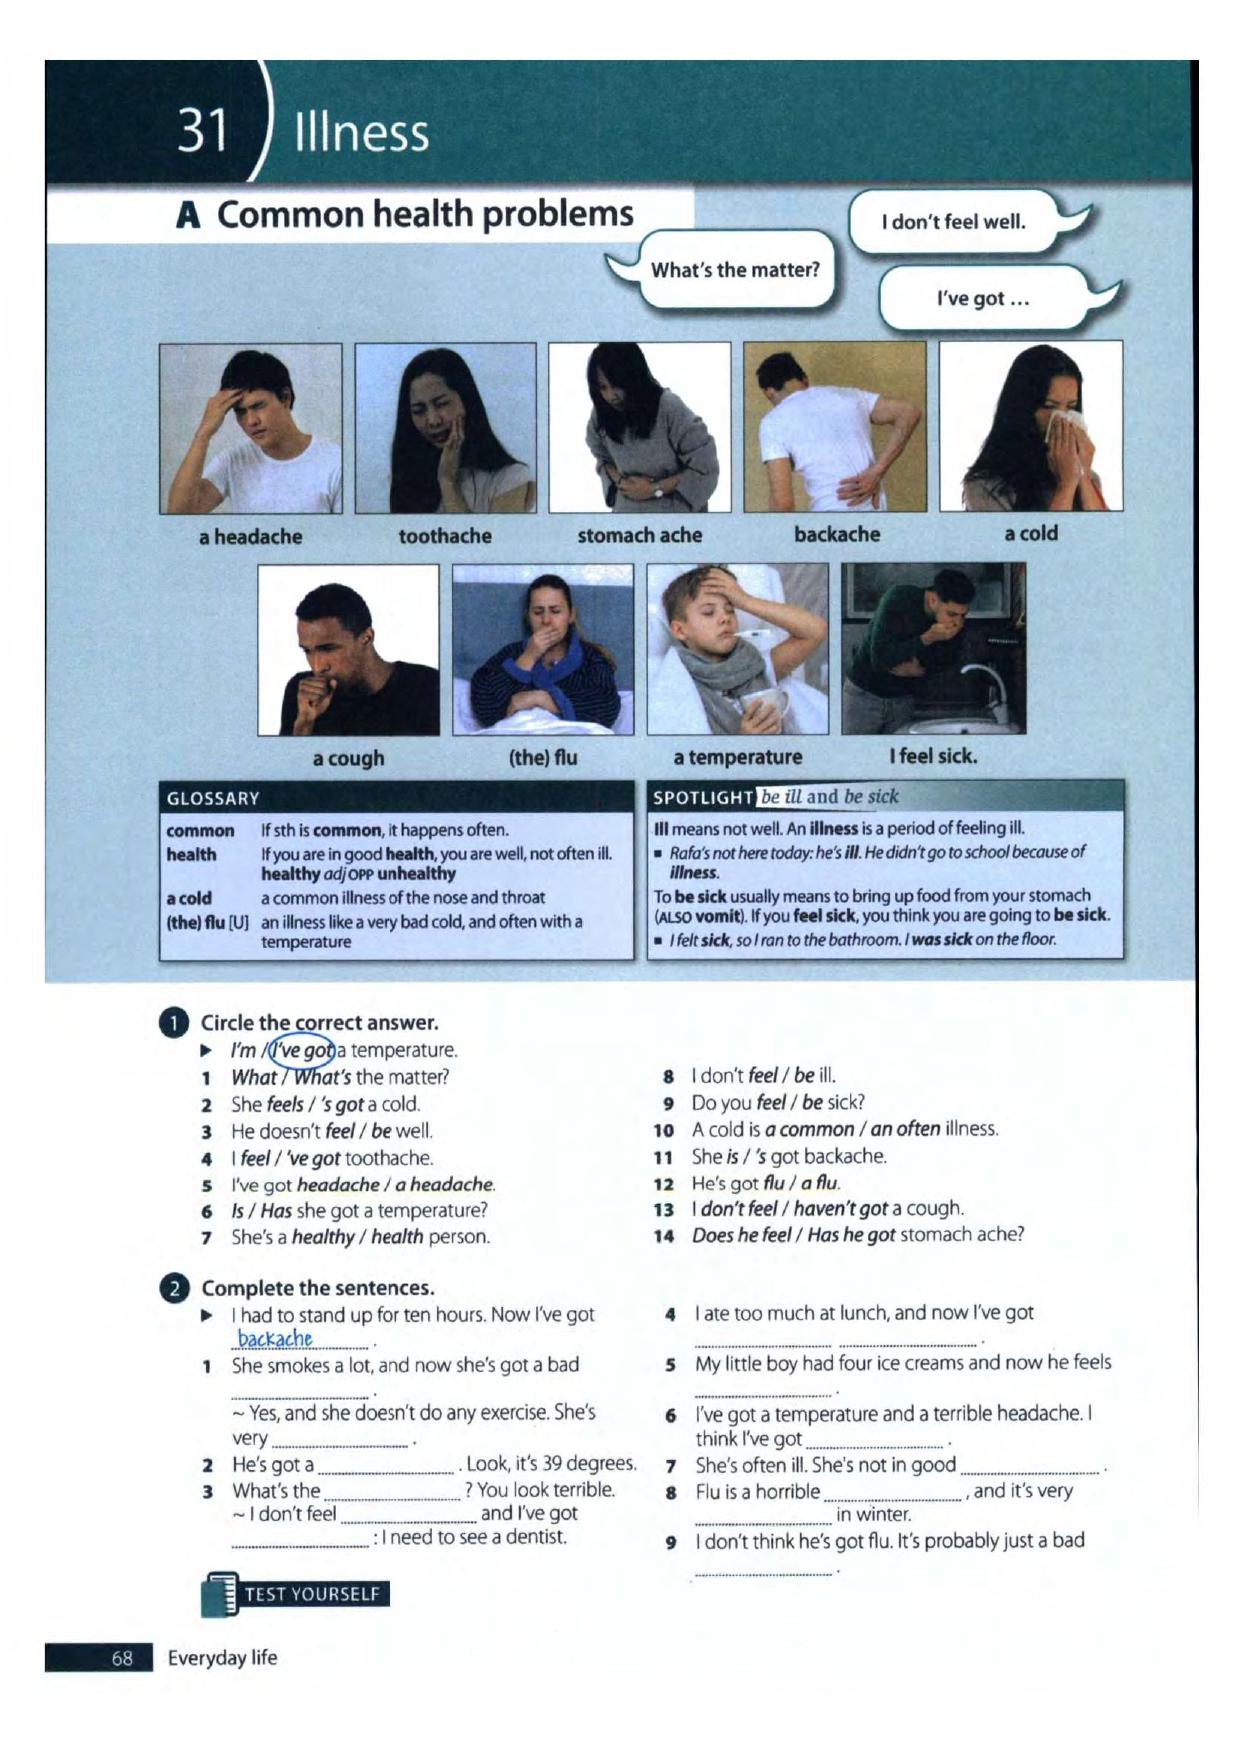 31 Illness
A Common health problems
I don't feel well.
What's the matter?
I've got ...
a headache
toothache
stomach ache
backache
a cold
a cough
(the) flu
a temperature
I feel sick.
GLOSSARY
common If sth is common, it happens often.
health If you are in good health, you are well, not often ill.
healthy adj OPP unhealthy
a cold a common illness of the nose and throat
(the) flu [U] an illness like a very bad cold, and often with a
temperature
SPOTLIGHT be ill and be sick
Ill means not well. An illness is a period of feeling ill.
▪ Rafa's not here today: he's ill. He didn't go to school because of
illness.
To be sick usually means to bring up food from your stomach
(ALSO vomit). If you feel sick, you think you are going to be sick.
▪ I felt sick, so I ran to the bathroom. I was sick on the floor.
1 Circle the correct answer.
► I'm / I've got a temperature.
1 What / What's the matter?
2 She feels / 's got a cold.
3 He doesn't feel / be well.
4 I feel / 've got toothache.
5 I've got headache / a headache.
6 Is / Has she got a temperature?
7 She's a healthy / health person.
8 I don't feel / be ill.
9 Do you feel / be sick?
10 A cold is a common / an often illness.
11 She is / 's got backache.
12 He's got flu / a flu.
13 I don't feel / haven't got a cough.
14 Does he feel / Has he got stomach ache?
2 Complete the sentences.
► I had to stand up for ten hours. Now I've got
backache .
1 She smokes a lot, and now she's got a bad
.
~ Yes, and she doesn't do any exercise. She's
very .
2 He's got a . Look, it's 39 degrees.
3 What's the ? You look terrible.
~ I don't feel and I've got
: I need to see a dentist.
4 I ate too much at lunch, and now I've got
.
5 My little boy had four ice creams and now he feels
.
6 I've got a temperature and a terrible headache. I
think I've got .
7 She's often ill. She's not in good .
8 Flu is a horrible , and it's very
in winter.
9 I don't think he's got flu. It's probably just a bad
.
TEST YOURSELF
68 Everyday life